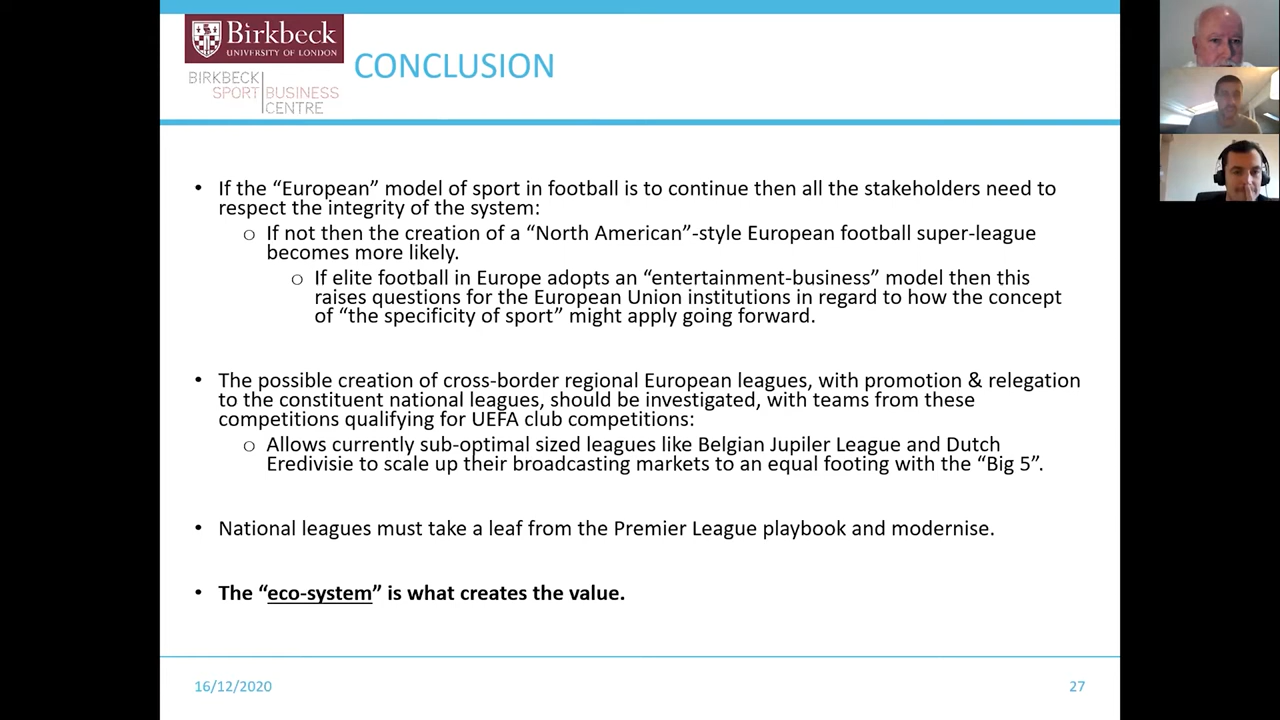 Birkbeck
UNIVERSITY OF LONDON
BIRKBECK
SPORT BUSINESS
CENTRE
CONCLUSION
• If the “European” model of sport in football is to continue then all the stakeholders need to
respect the integrity of the system:
○ If not then the creation of a “North American”-style European football super-league
becomes more likely.
○ If elite football in Europe adopts an “entertainment-business” model then this
raises questions for the European Union institutions in regard to how the concept
of “the specificity of sport” might apply going forward.
• The possible creation of cross-border regional European leagues, with promotion & relegation
to the constituent national leagues, should be investigated, with teams from these
competitions qualifying for UEFA club competitions:
○ Allows currently sub-optimal sized leagues like Belgian Jupiler League and Dutch
Eredivisie to scale up their broadcasting markets to an equal footing with the “Big 5”.
• National leagues must take a leaf from the Premier League playbook and modernise.
• The “eco-system” is what creates the value.
16/12/2020
27